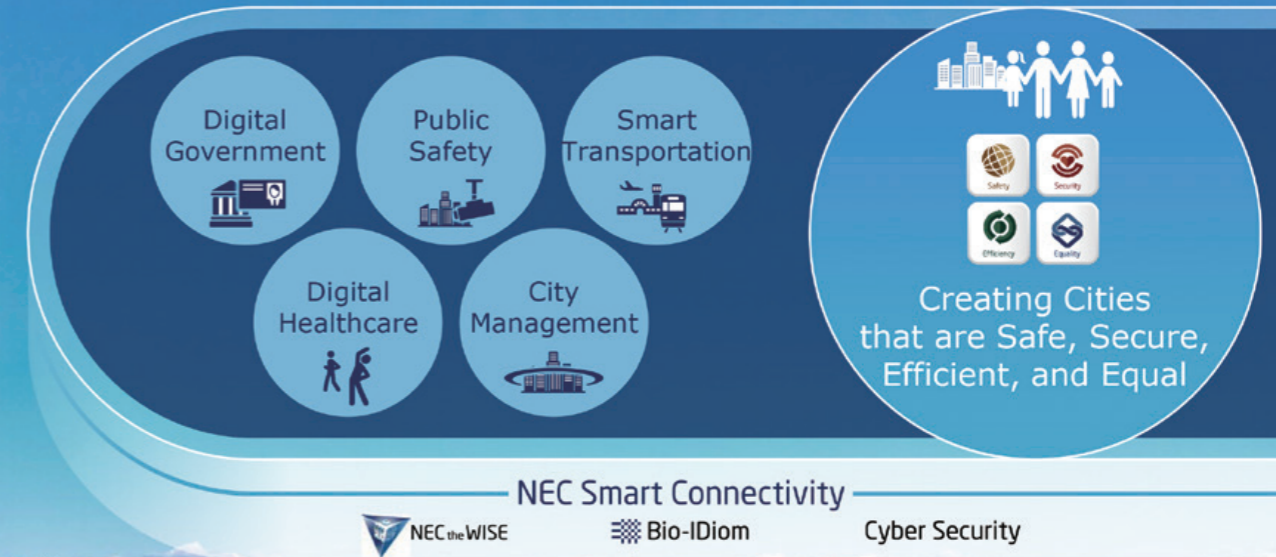 Digital
Government
Public
Safety
Smart
Transportation
Digital
Healthcare
City
Management
Safety
Security
Efficiency
Equality
Creating Cities
that are Safe, Secure,
Efficient, and Equal
NEC Smart Connectivity
NEC the WISE
Bio-IDiom
Cyber Security